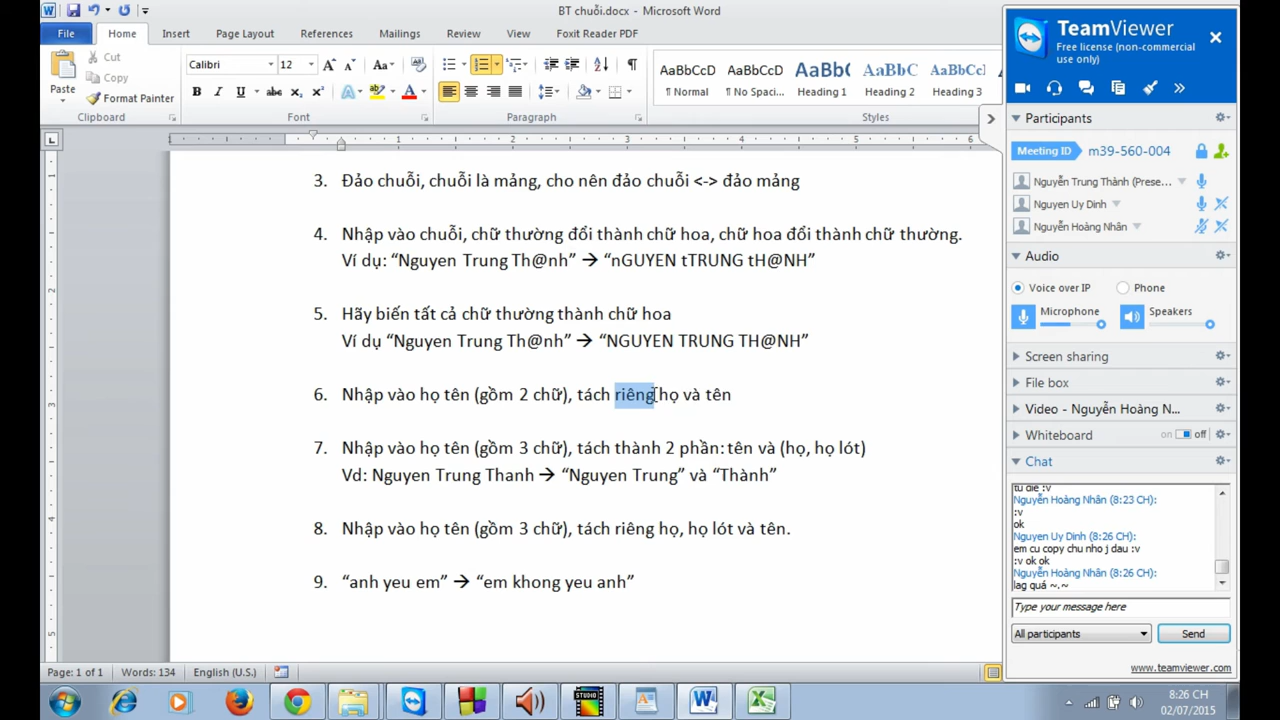 BT chuỗi.docx - Microsoft Word
File Home Insert Page Layout References Mailings Review View Foxit Reader PDF
Paste
Cut
Copy
Format Painter
Clipboard
Calibri 12
Font
Paragraph
AaBbCcD AaBbCcD AaBbC AaBbCc AaBbCc
¶ Normal ¶ No Spaci... Heading 1 Heading 2 Heading 3
Styles
1 1 2 3 4 5 6
3. Đảo chuỗi, chuỗi là mảng, cho nên đảo chuỗi <-> đảo mảng
4. Nhập vào chuỗi, chữ thường đổi thành chữ hoa, chữ hoa đổi thành chữ thường.
Ví dụ: “Nguyen Trung Th@nh” → “nGUYEN tTRUNG tH@NH”
5. Hãy biến tất cả chữ thường thành chữ hoa
Ví dụ “Nguyen Trung Th@nh” → “NGUYEN TRUNG TH@NH”
6. Nhập vào họ tên (gồm 2 chữ), tách riêng họ và tên
7. Nhập vào họ tên (gồm 3 chữ), tách thành 2 phần: tên và (họ, họ lót)
Vd: Nguyen Trung Thanh → “Nguyen Trung” và “Thành”
8. Nhập vào họ tên (gồm 3 chữ), tách riêng họ, họ lót và tên.
9. “anh yeu em” → “em khong yeu anh”
Page: 1 of 1 Words: 134 English (U.S.)
TeamViewer
Free license (non-commercial
use only)
Participants
Meeting ID m39-560-004
Nguyễn Trung Thành (Prese...
Nguyen Uy Dinh
Nguyễn Hoàng Nhân
Audio
Voice over IP Phone
Microphone Speakers
Screen sharing
File box
Video - Nguyễn Hoàng N...
Whiteboard on off
Chat
Nguyễn Hoàng Nhân (8:23 CH):
:v
ok
Nguyen Uy Dinh (8:26 CH):
em cu copy chu nho j dau :v
:v ok ok
Nguyễn Hoàng Nhân (8:26 CH):
lag quá ~.~
Type your message here
All participants Send
www.teamviewer.com
STUDIO
8:26 CH
02/07/2015